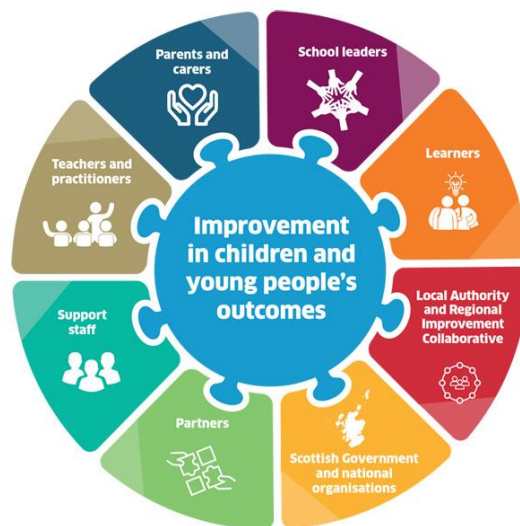 Parents and
carers
School leaders
Learners
Local Authority
and Regional
Improvement
Collaborative
Scottish Government
and national
organisations
Partners
Support
staff
Teachers and
practitioners
Improvement
in children and
young people's
outcomes